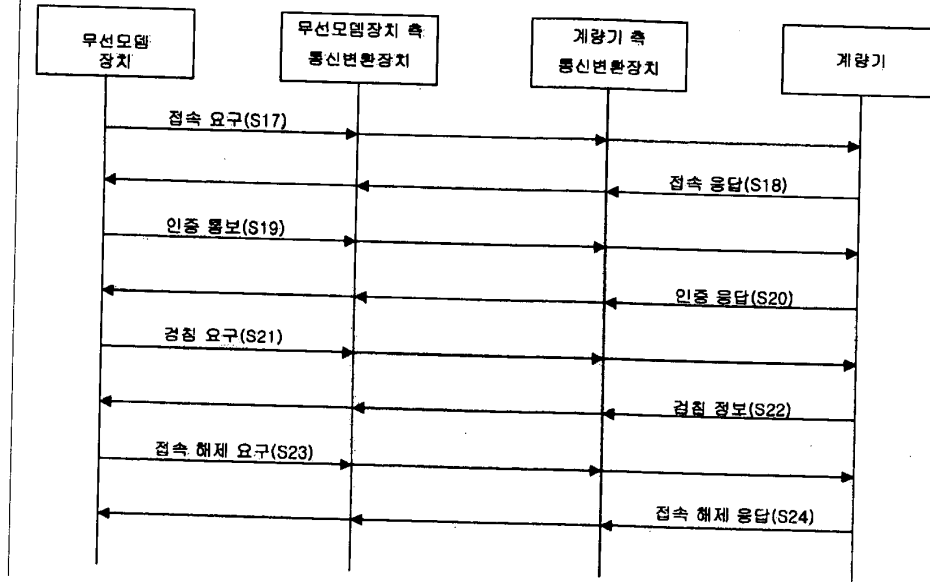 무선모뎀
장치
무선모뎀장치 측
통신변환장치
계량기 측
통신변환장치
계량기
접속 요구(S17)
접속 응답(S18)
인증 통보(S19)
인증 응답(S20)
검침 요구(S21)
검침 정보(S22)
접속 해제 요구(S23)
접속 해제 응답(S24)